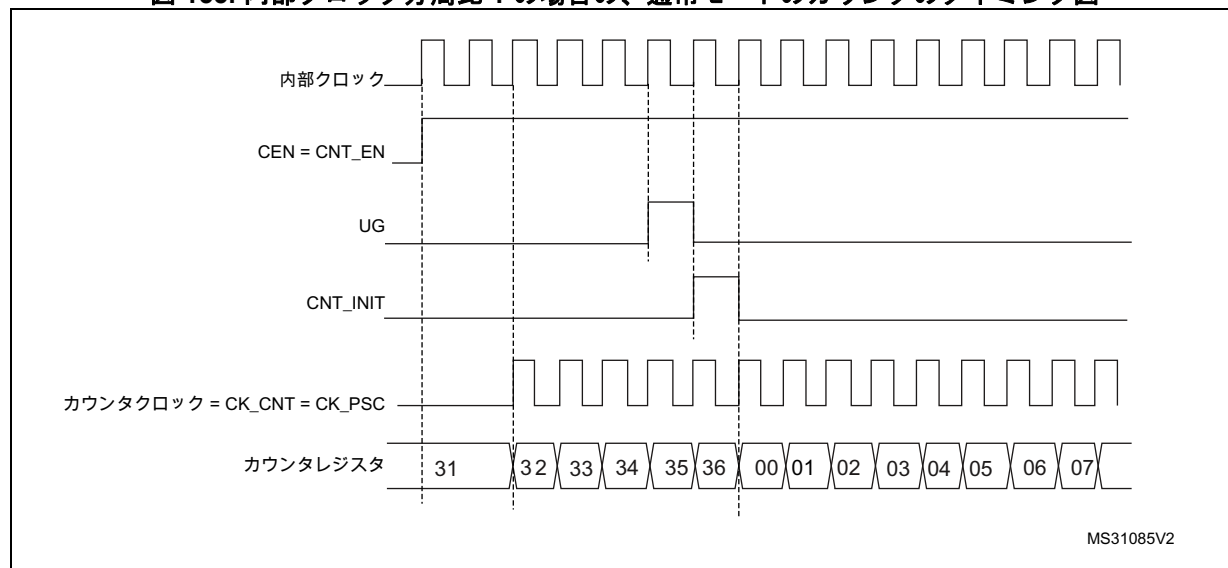 内部クロック
CEN = CNT_EN
UG
CNT_INIT
カウンタクロック = CK_CNT = CK_PSC
カウンタレジスタ 31 32 33 34 35 36 00 01 02 03 04 05 06 07
MS31085V2